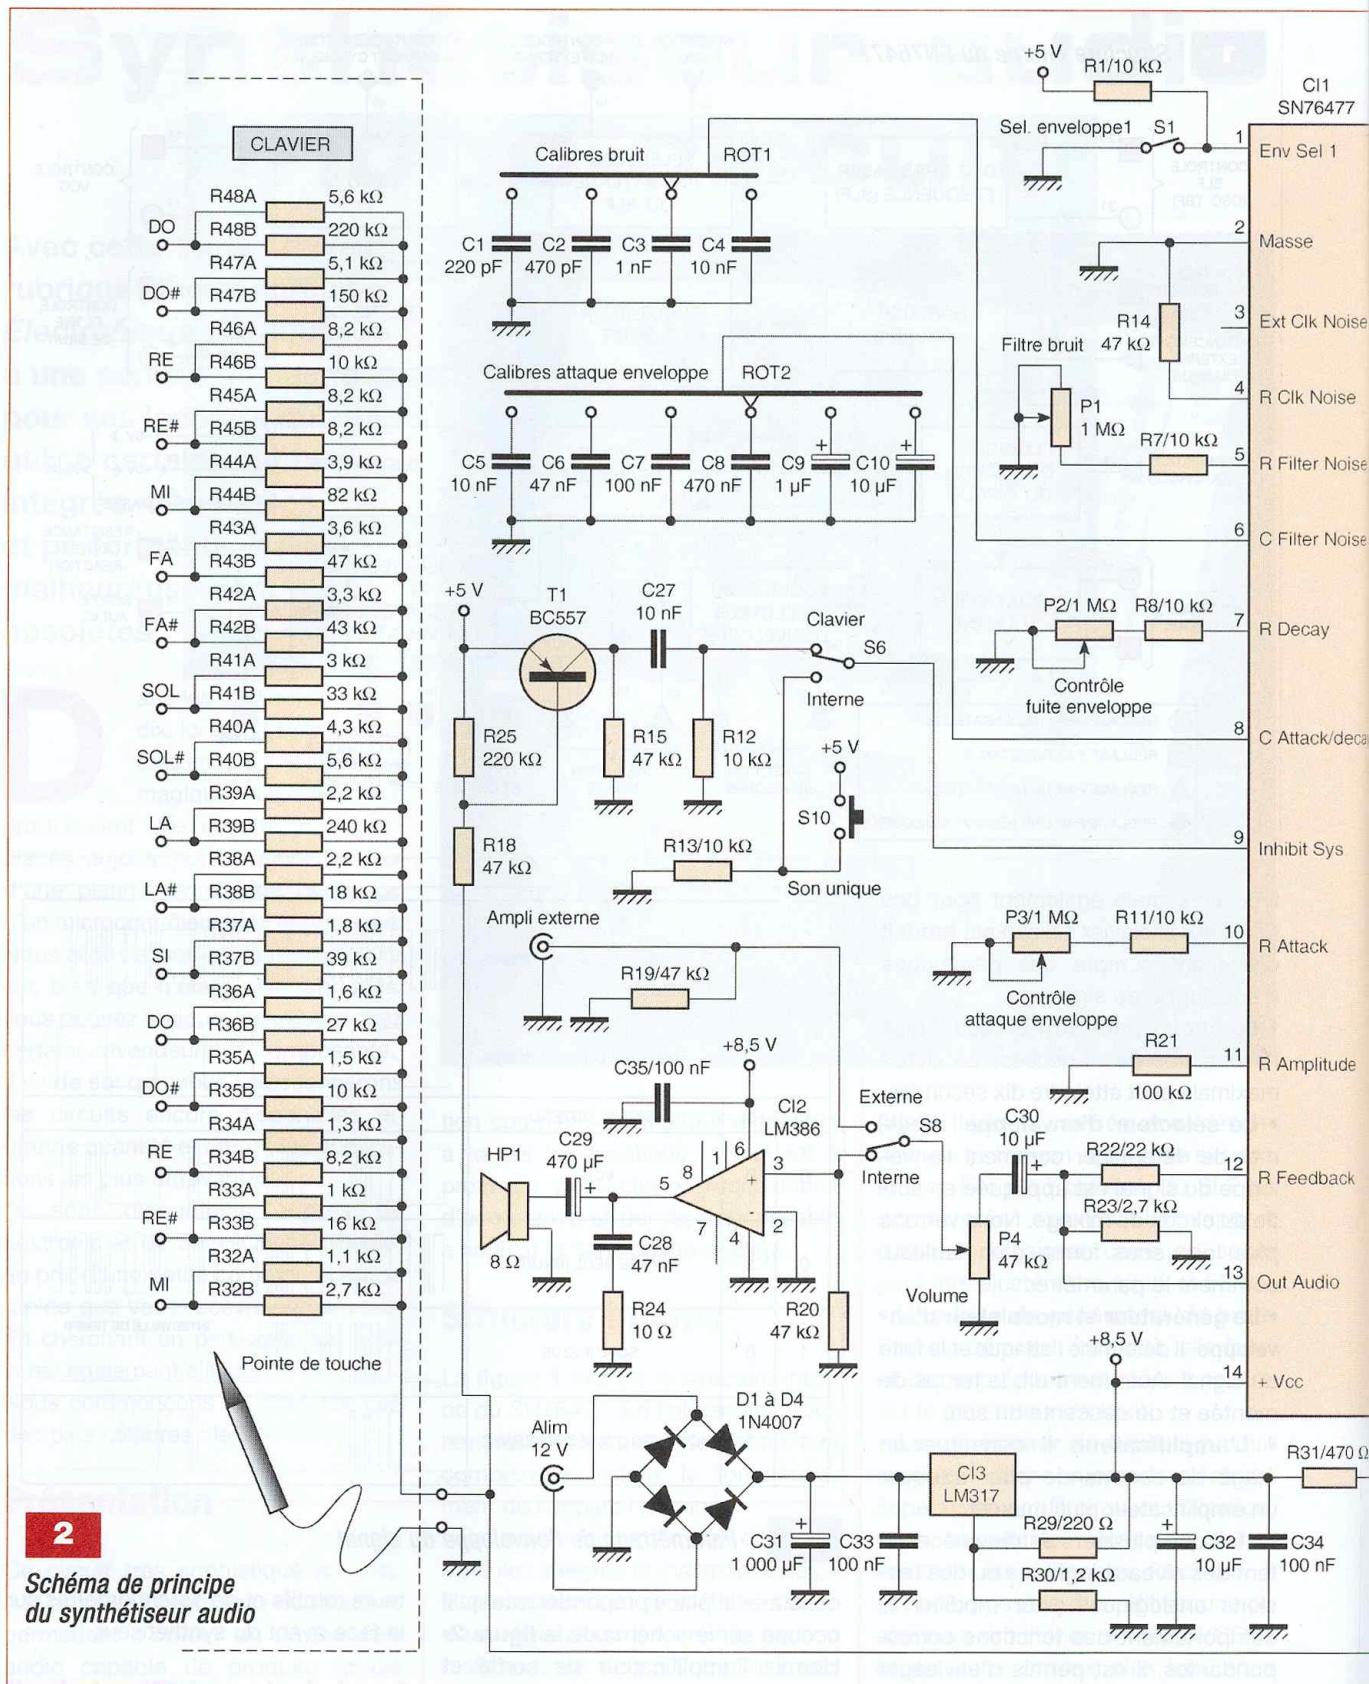 CLAVIER
R48A 5,6 kΩ
DO R48B 220 kΩ
R47A 5,1 kΩ
DO# R47B 150 kΩ
R46A 8,2 kΩ
RE R46B 10 kΩ
R45A 8,2 kΩ
RE# R45B 8,2 kΩ
R44A 3,9 kΩ
MI R44B 82 kΩ
R43A 3,6 kΩ
FA R43B 47 kΩ
R42A 3,3 kΩ
FA# R42B 43 kΩ
R41A 3 kΩ
SOL R41B 33 kΩ
R40A 4,3 kΩ
SOL# R40B 5,6 kΩ
R39A 2,2 kΩ
LA R39B 240 kΩ
R38A 2,2 kΩ
LA# R38B 18 kΩ
R37A 1,8 kΩ
SI R37B 39 kΩ
R36A 1,6 kΩ
DO R36B 27 kΩ
R35A 1,5 kΩ
DO# R35B 10 kΩ
R34A 1,3 kΩ
RE R34B 8,2 kΩ
R33A 1 kΩ
RE# R33B 16 kΩ
R32A 1,1 kΩ
MI R32B 2,7 kΩ
Pointe de touche
2
Schéma de principe
du synthétiseur audio
Calibres bruit ROT1
C1 C2 C3 C4
220 pF 470 pF 1 nF 10 nF
Calibres attaque enveloppe ROT2
+ +
C5 C6 C7 C8 C9 C10
10 nF 47 nF 100 nF 470 nF 1 µF 10 µF
+5 V
T1
BC557
C27
10 nF
Clavier
S6
Interne
R25
220 kΩ
R15
47 kΩ
R12
10 kΩ
+5 V
S10
R18
47 kΩ
R13/10 kΩ
Son unique
Ampli externe
R19/47 kΩ
+8,5 V
C35/100 nF
CI2
LM386
Externe
S8
Interne
HP1
8 Ω
C29
470 µF
+
5 8 1 6 3
+
-
2
4
C28
47 nF
R24
10 Ω
R20
47 kΩ
P4
47 kΩ
Volume
Alim
12 V
D1 à D4
1N4007
C31
1 000 µF
+
C33
100 nF
CI3
LM317
R29/220 Ω
R30/1,2 kΩ
+
C32
10 µF
C34
100 nF
R31/470 Ω
+5 V
R1/10 kΩ
Sel. enveloppe1 S1
CI1
SN76477
1 Env Sel 1
2 Masse
R14
47 kΩ
3 Ext Clk Noise
Filtre bruit
P1
1 MΩ
4 R Clk Noise
R7/10 kΩ
5 R Filter Noise
6 C Filter Noise
P2/1 MΩ R8/10 kΩ
7 R Decay
Contrôle
fuite enveloppe
8 C Attack/deca
9 Inhibit Sys
P3/1 MΩ R11/10 kΩ
10 R Attack
Contrôle
attaque enveloppe
R21
100 kΩ
11 R Amplitude
C30
10 µF
+
R22/22 kΩ
12 R Feedback
R23/2,7 kΩ
13 Out Audio
+8,5 V
14 + Vcc